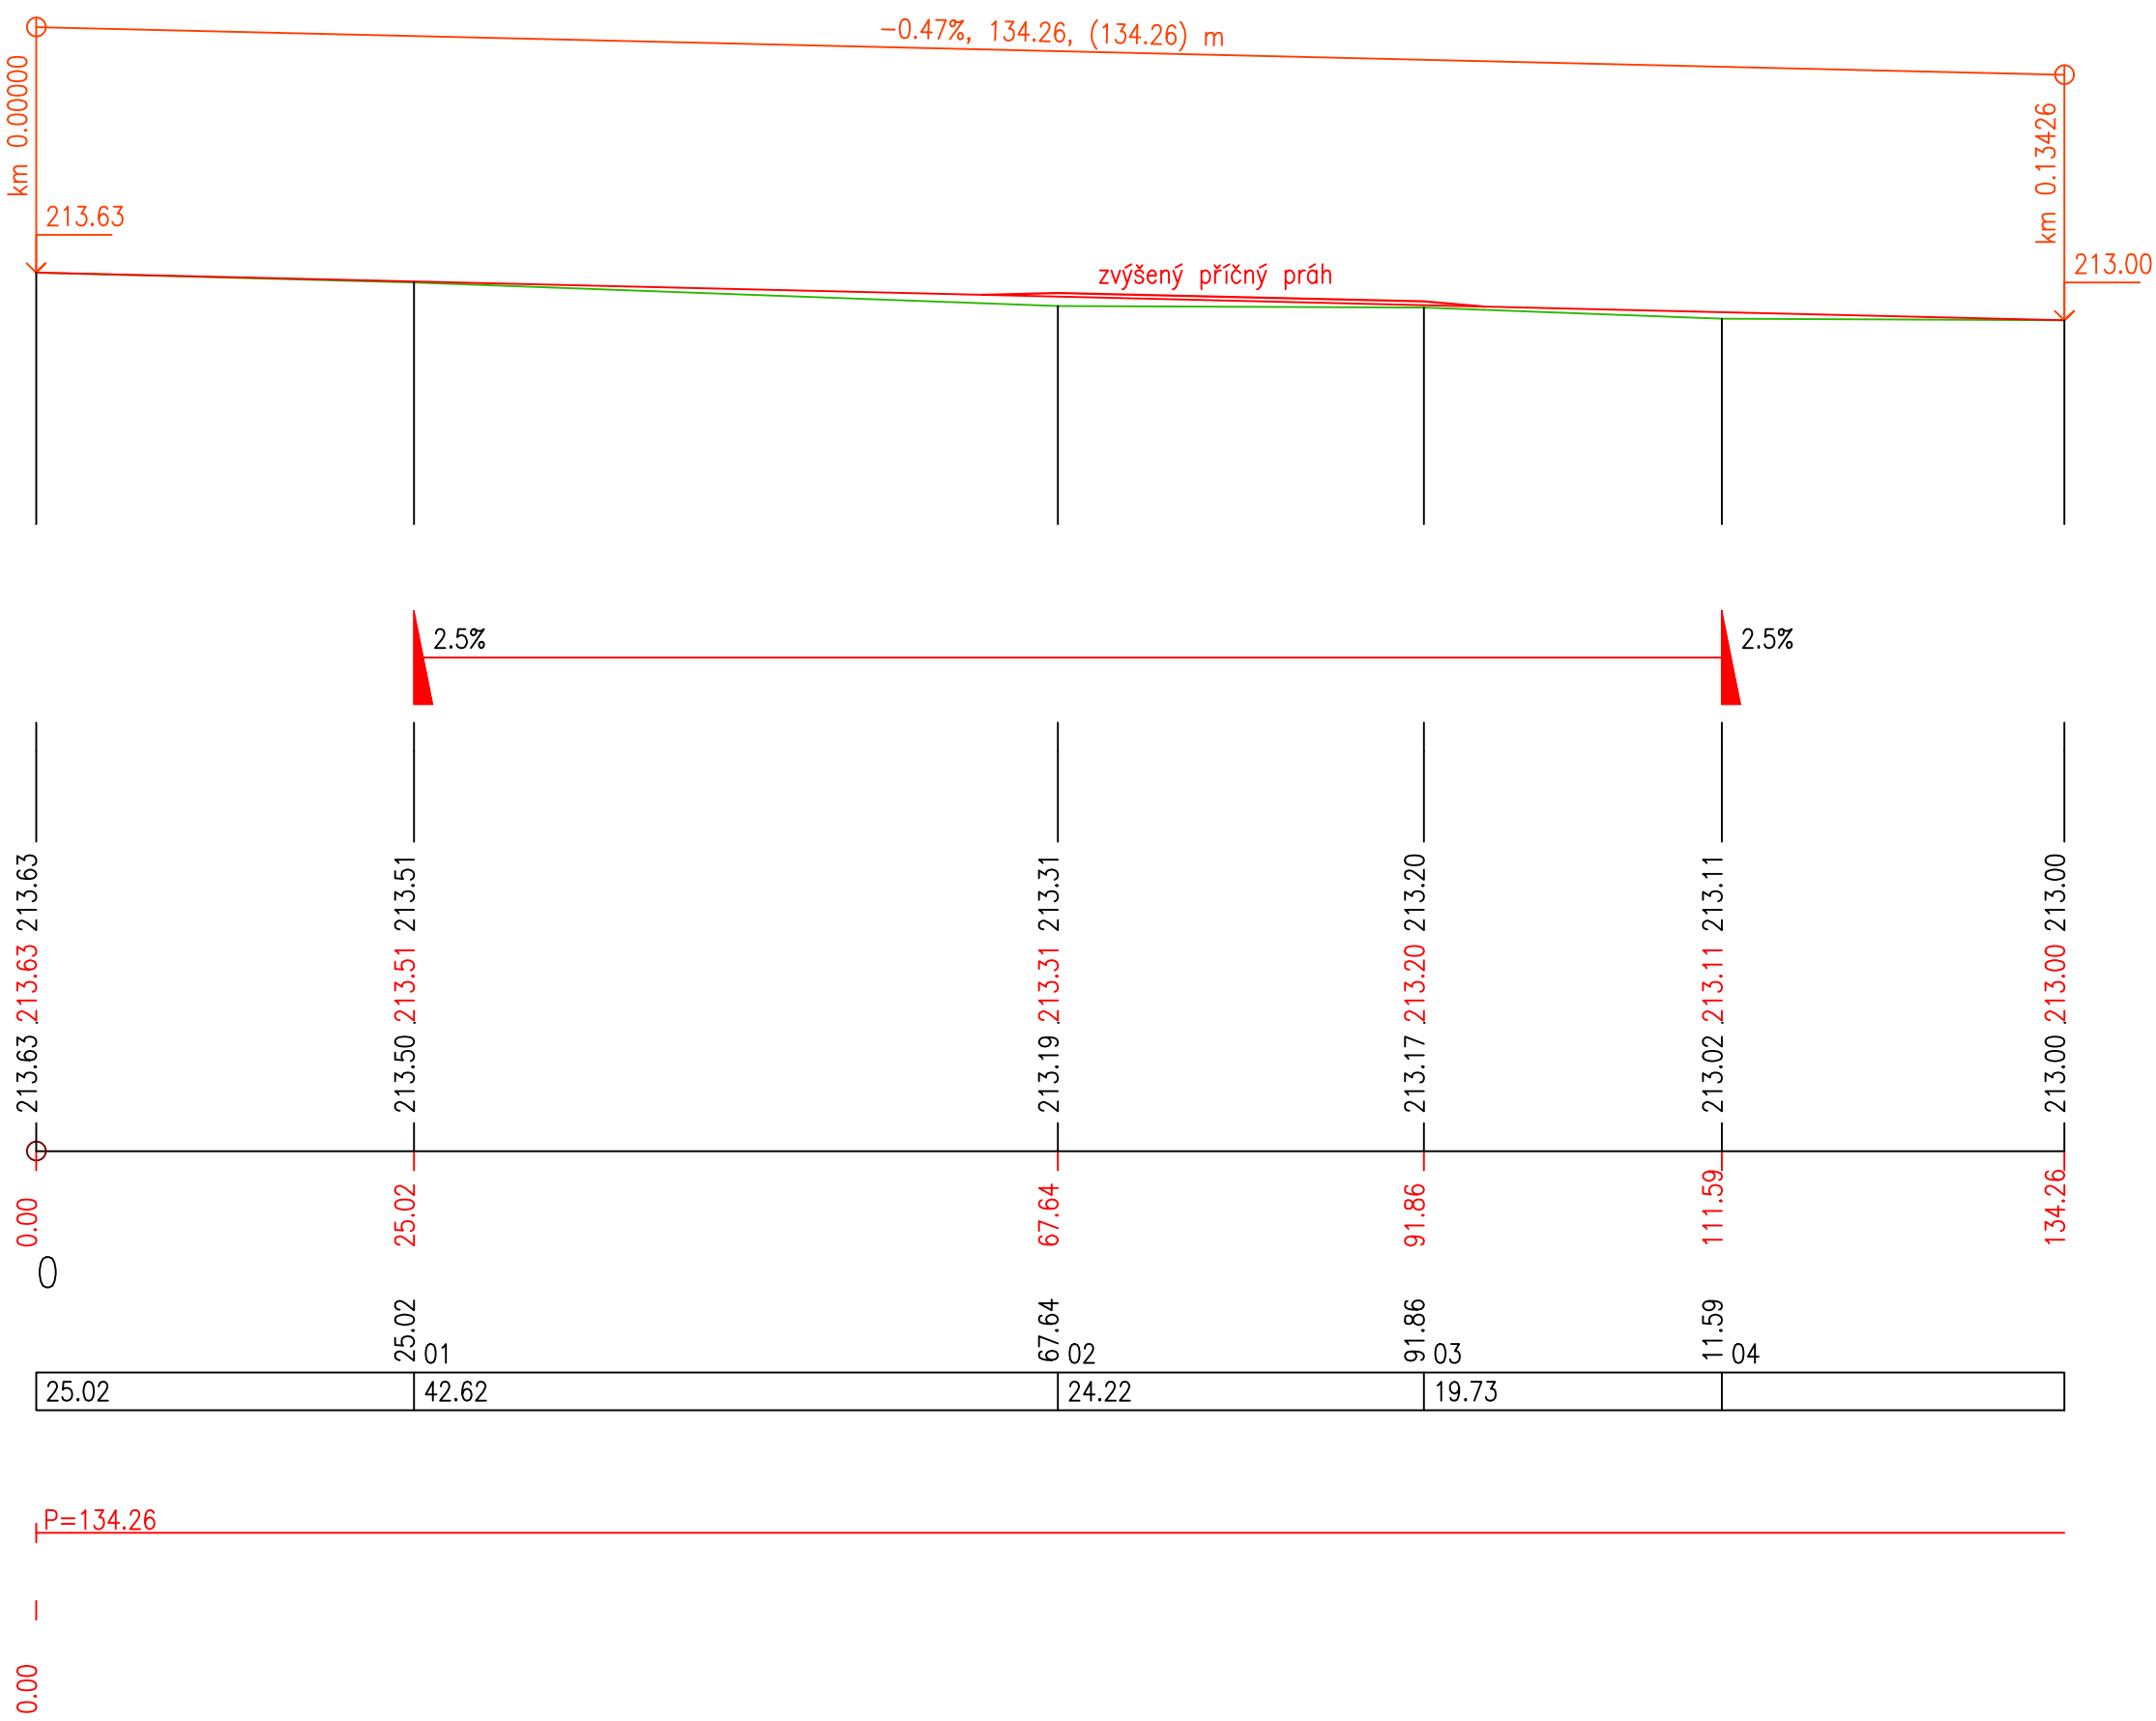 -0.47%, 134.26, (134.26) m
km 0.00000
km 0.13426
213.63
213.00
zvýšený příčný práh
2.5%
2.5%
213.63 213.51 213.31 213.20 213.11 213.00
213.63 213.51 213.31 213.20 213.11 213.00
213.63 213.50 213.19 213.17 213.02 213.00
0.00 25.02 67.64 91.86 111.59 134.26
0
25.02 67.64 91.86 111.59
01 02 03 04
25.02 42.62 24.22 19.73
P=134.26
0.00